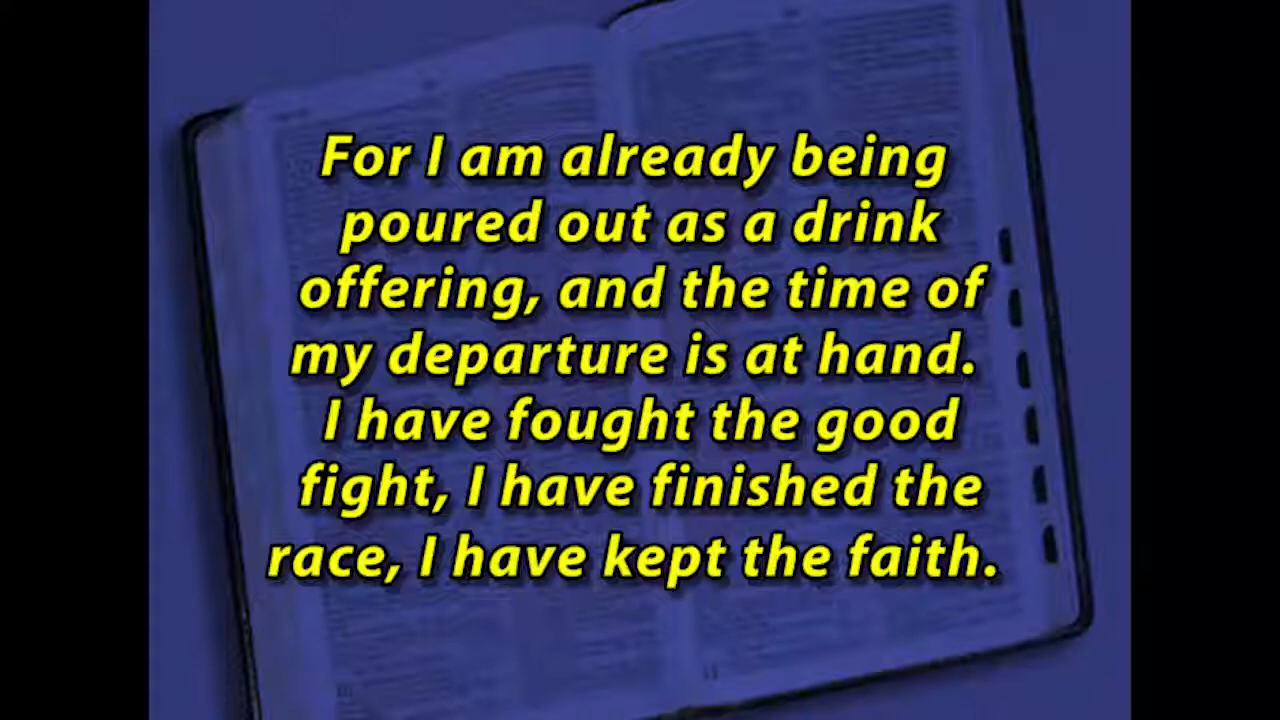 For I am already being
poured out as a drink
offering, and the time of
my departure is at hand.
I have fought the good
fight, I have finished the
race, I have kept the faith.